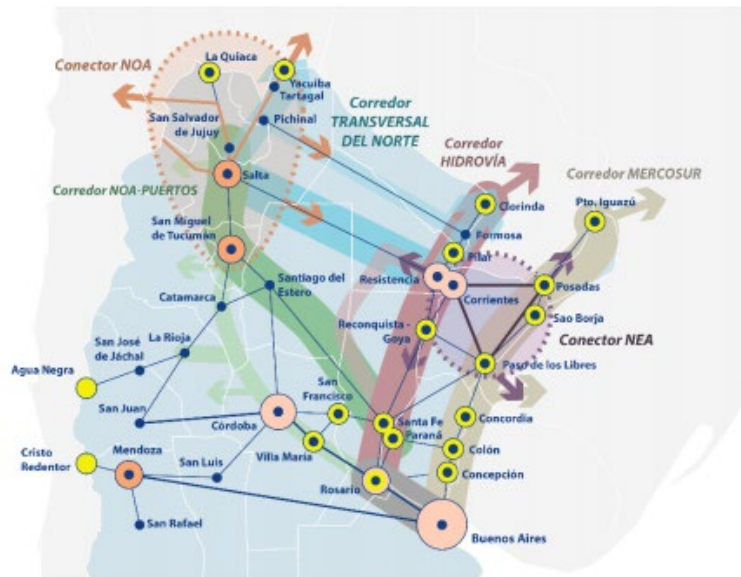 La Quiaca
Conector NOA
Yacuiba
Tartagal
San Salvador
de Jujuy
Pichinal
Corredor
TRANSVERSAL
DEL NORTE
Corredor
HIDROVÍA
Corredor MERCOSUR
Salta
Corredor NOA-PUERTOS
Clorinda
Pto. Iguazú
San Miguel
de Tucumán
Formosa
Pilar
Resistencia
Santiago del
Estero
Corrientes
Posadas
Catamarca
Sao Borja
Reconquista -
Goya
Conector NEA
La Rioja
San José
de Jáchal
Paso de los Libres
Agua Negra
San
Francisco
San Juan
Córdoba
Santa Fe
Paraná
Concordia
Mendoza
Villa María
Colón
Cristo
Redentor
San Luis
Rosario
Concepción
San Rafael
Buenos Aires